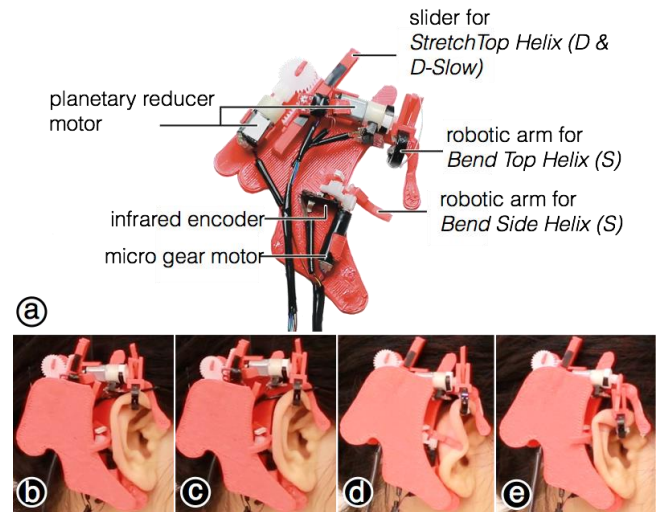 slider for
StretchTop Helix (D &
D-Slow)
planetary reducer
motor
robotic arm for
Bend Top Helix (S)
robotic arm for
Bend Side Helix (S)
infrared encoder
micro gear motor
a
b
c
d
e